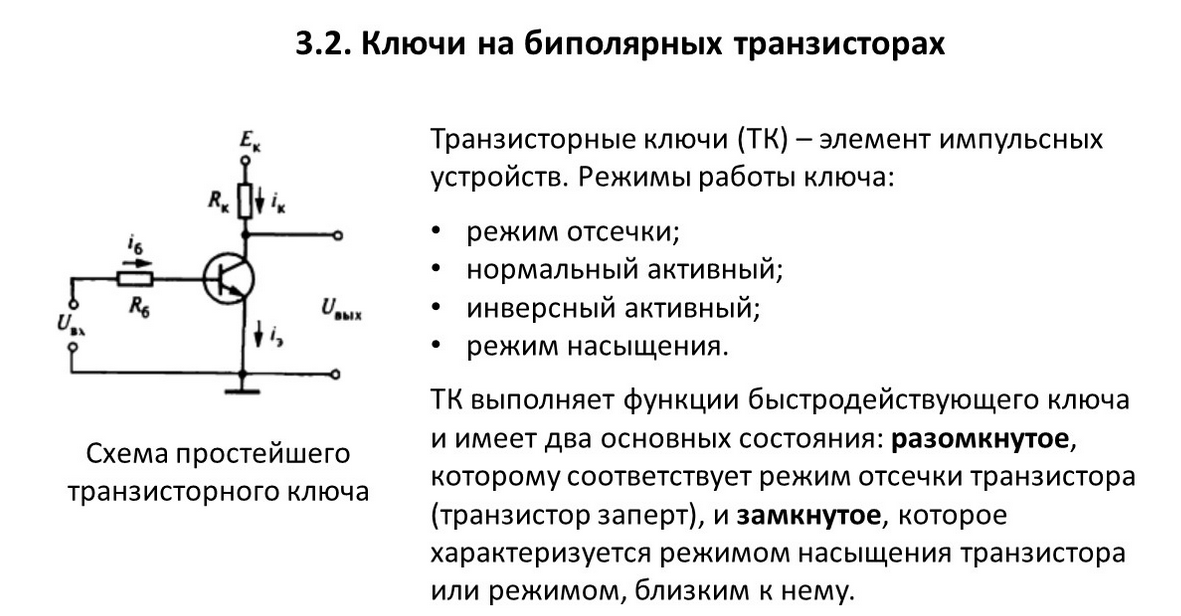 3.2. Ключи на биполярных транзисторах
Eк
Rк
iк
iб
Rб
Uвх
Uвых
iэ
Схема простейшего
транзисторного ключа
Транзисторные ключи (ТК) – элемент импульсных
устройств. Режимы работы ключа:
• режим отсечки;
• нормальный активный;
• инверсный активный;
• режим насыщения.
ТК выполняет функции быстродействующего ключа
и имеет два основных состояния: разомкнутое,
которому соответствует режим отсечки транзистора
(транзистор заперт), и замкнутое, которое
характеризуется режимом насыщения транзистора
или режимом, близким к нему.